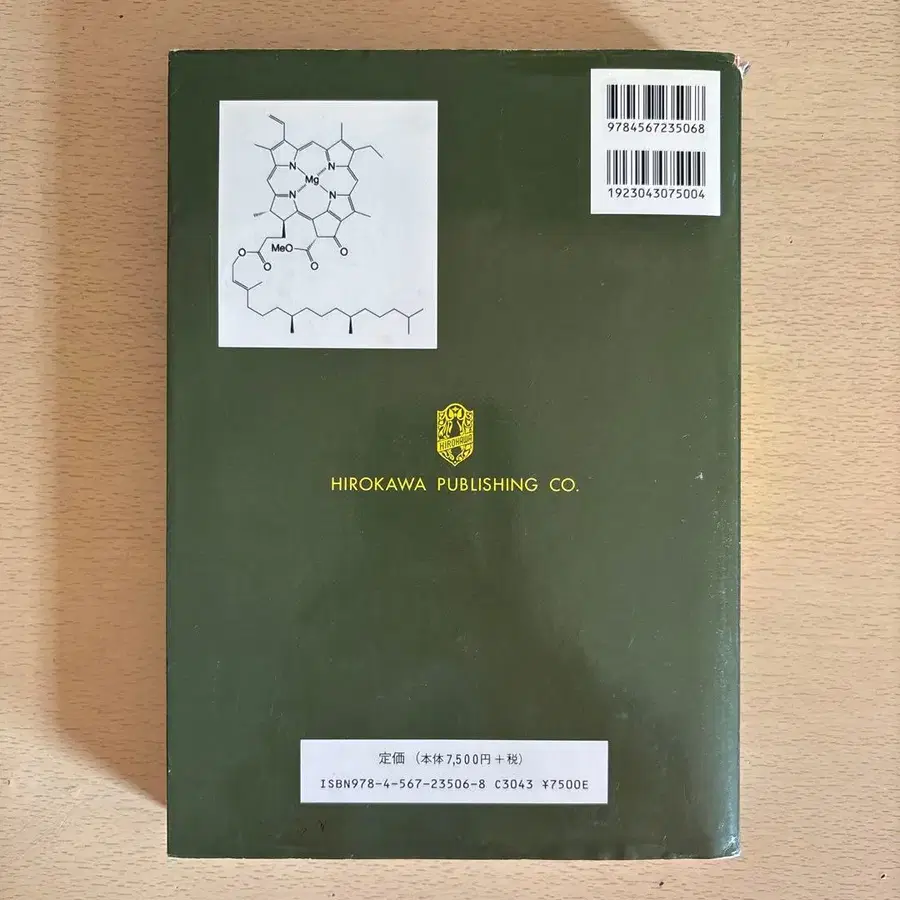 9784567235068
1923043075004
N
N
Mg
N
N
MeO
O
O
O
O
HIROKAWA
HIROKAWA PUBLISHING CO.
定価(本体7,500円+税)
ISBN978-4-567-23506-8 C3043 ¥7500E